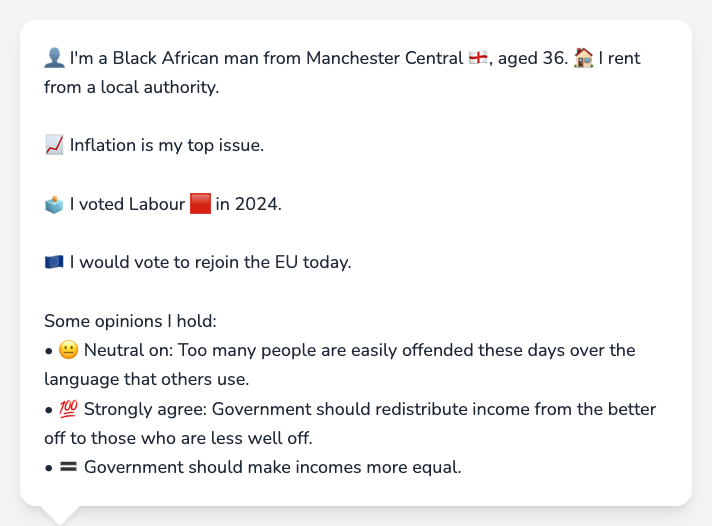 👤 I'm a Black African man from Manchester Central 🏴󠁧󠁢󠁥󠁮󠁧󠁿, aged 36. 🏠 I rent
from a local authority.
📈 Inflation is my top issue.
🗳️ I voted Labour 🟥 in 2024.
🇪🇺 I would vote to rejoin the EU today.
Some opinions I hold:
• 😐 Neutral on: Too many people are easily offended these days over the
language that others use.
• 💯 Strongly agree: Government should redistribute income from the better
off to those who are less well off.
• 🟰 Government should make incomes more equal.